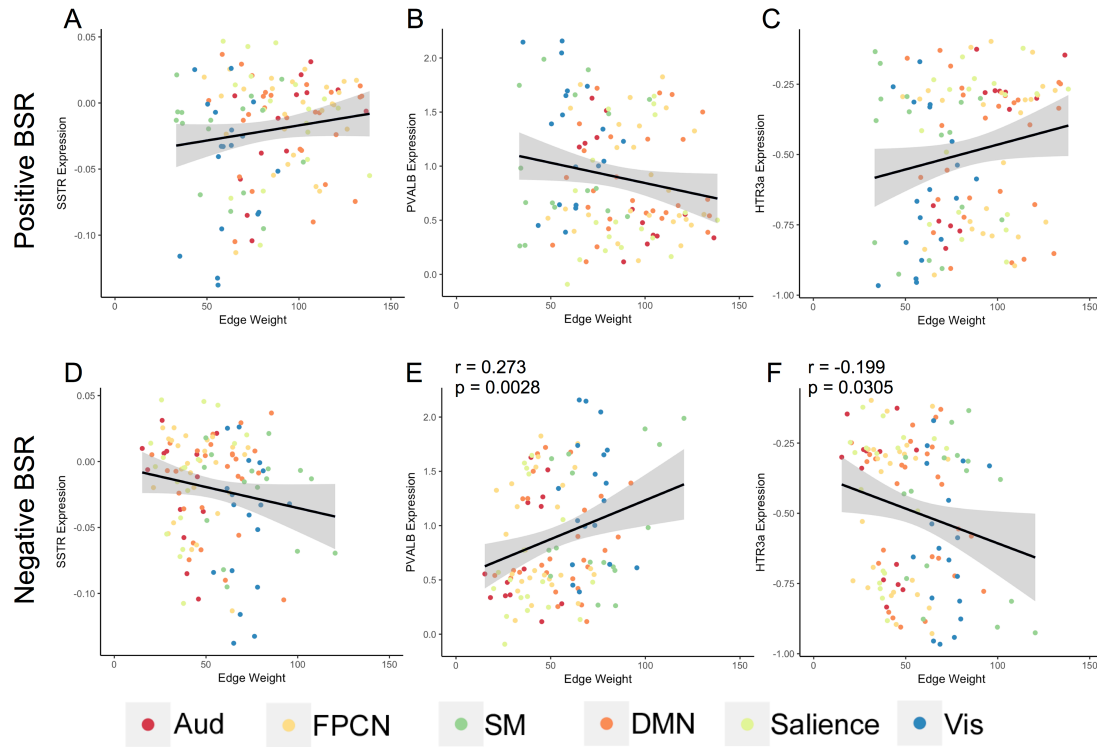 A
B
C
Positive BSR
SSTR Expression
0.05
0.00
-0.05
-0.10
0
50
100
150
Edge Weight
PVALB Expression
2.0
1.5
1.0
0.5
0.0
0
50
100
150
Edge Weight
HTR3a Expression
-0.25
-0.50
-0.75
-1.00
0
50
100
150
Edge Weight
D
E
r = 0.273
p = 0.0028
F
r = -0.199
p = 0.0305
Negative BSR
SSTR Expression
0.05
0.00
-0.05
-0.10
0
50
100
150
Edge Weight
PVALB Expression
2.0
1.5
1.0
0.5
0.0
0
50
100
150
Edge Weight
HTR3a Expression
-0.25
-0.50
-0.75
-1.00
0
50
100
150
Edge Weight
Aud
FPCN
SM
DMN
Salience
Vis